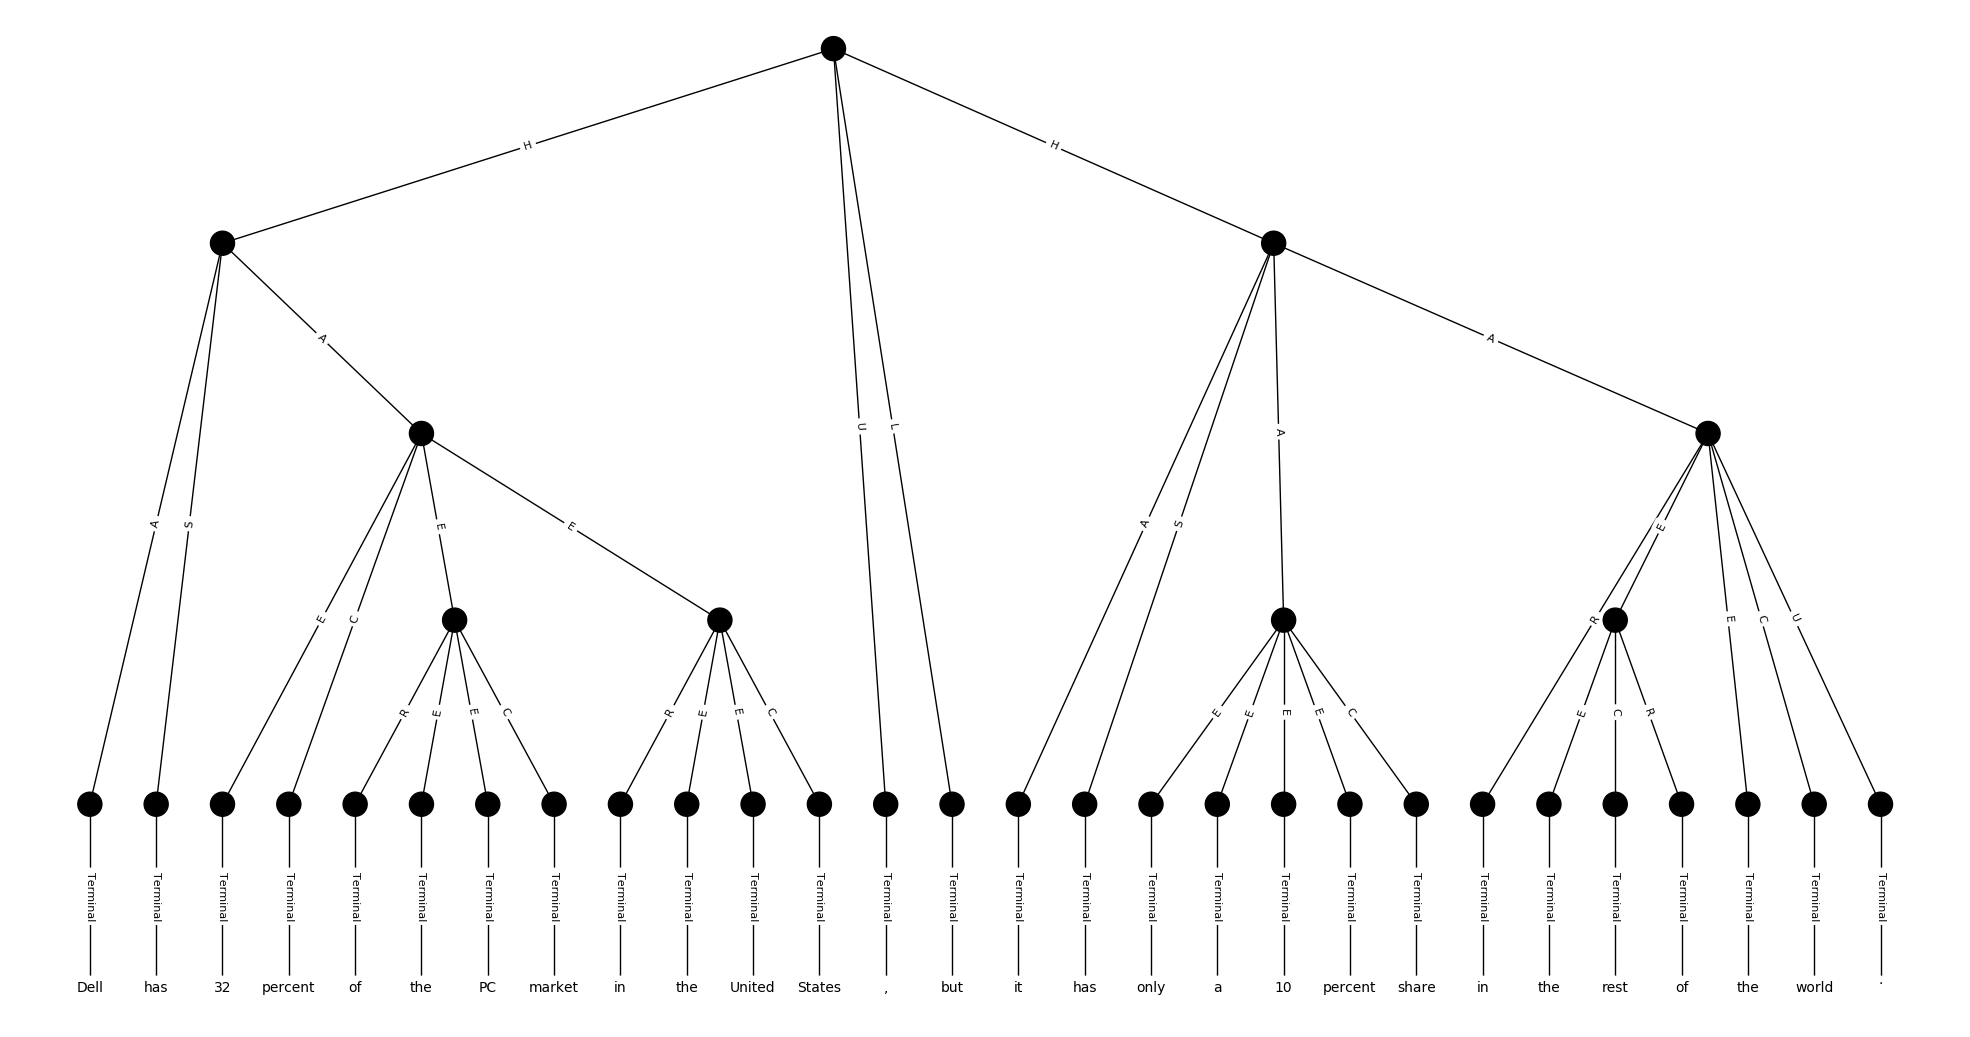 H H
A A
U L A
A S E E A S E
E C R E C U
R E E C R E E C E E E E C E C R
Terminal Terminal Terminal Terminal Terminal Terminal Terminal Terminal Terminal Terminal Terminal Terminal Terminal Terminal Terminal Terminal Terminal Terminal Terminal Terminal Terminal Terminal Terminal Terminal Terminal Terminal Terminal Terminal
Dell has 32 percent of the PC market in the United States , but it has only a 10 percent share in the rest of the world .